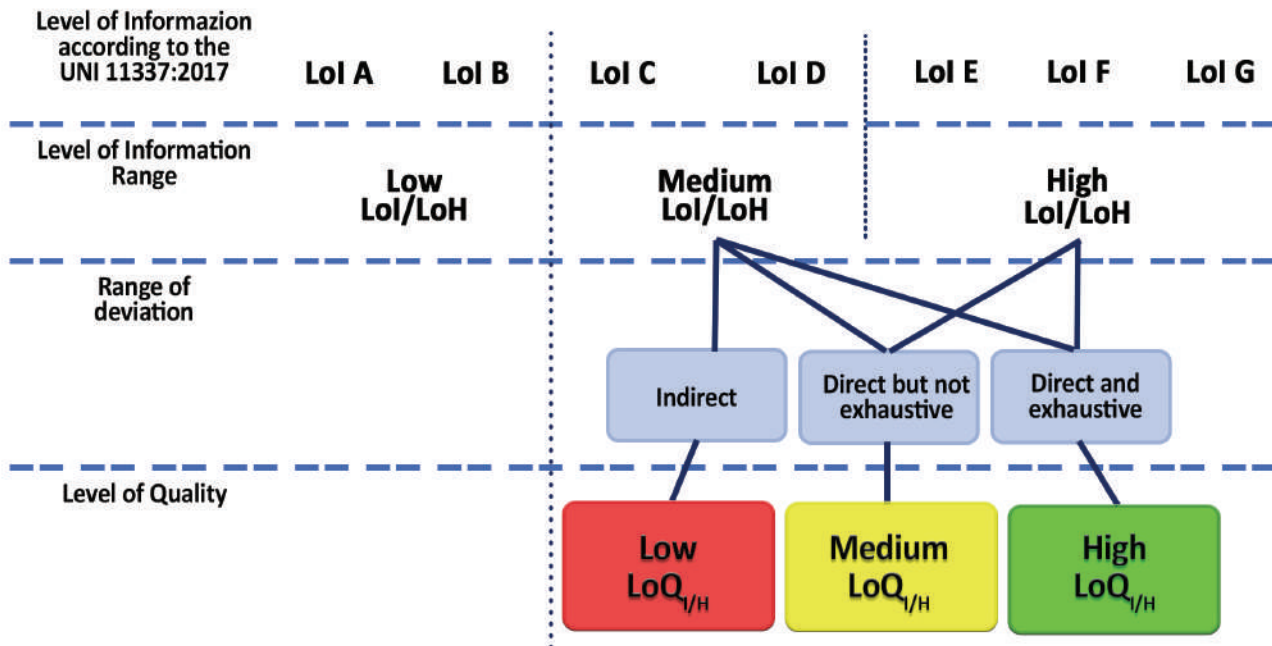 Level of Informazion
according to the
UNI 11337:2017
LoI A
LoI B
LoI C
LoI D
LoI E
LoI F
LoI G
Level of Information
Range
Low
LoI/LoH
Medium
LoI/LoH
High
LoI/LoH
Range of
deviation
Indirect
Direct but not
exhaustive
Direct and
exhaustive
Level of Quality
Low
LoQI/H
Medium
LoQI/H
High
LoQI/H